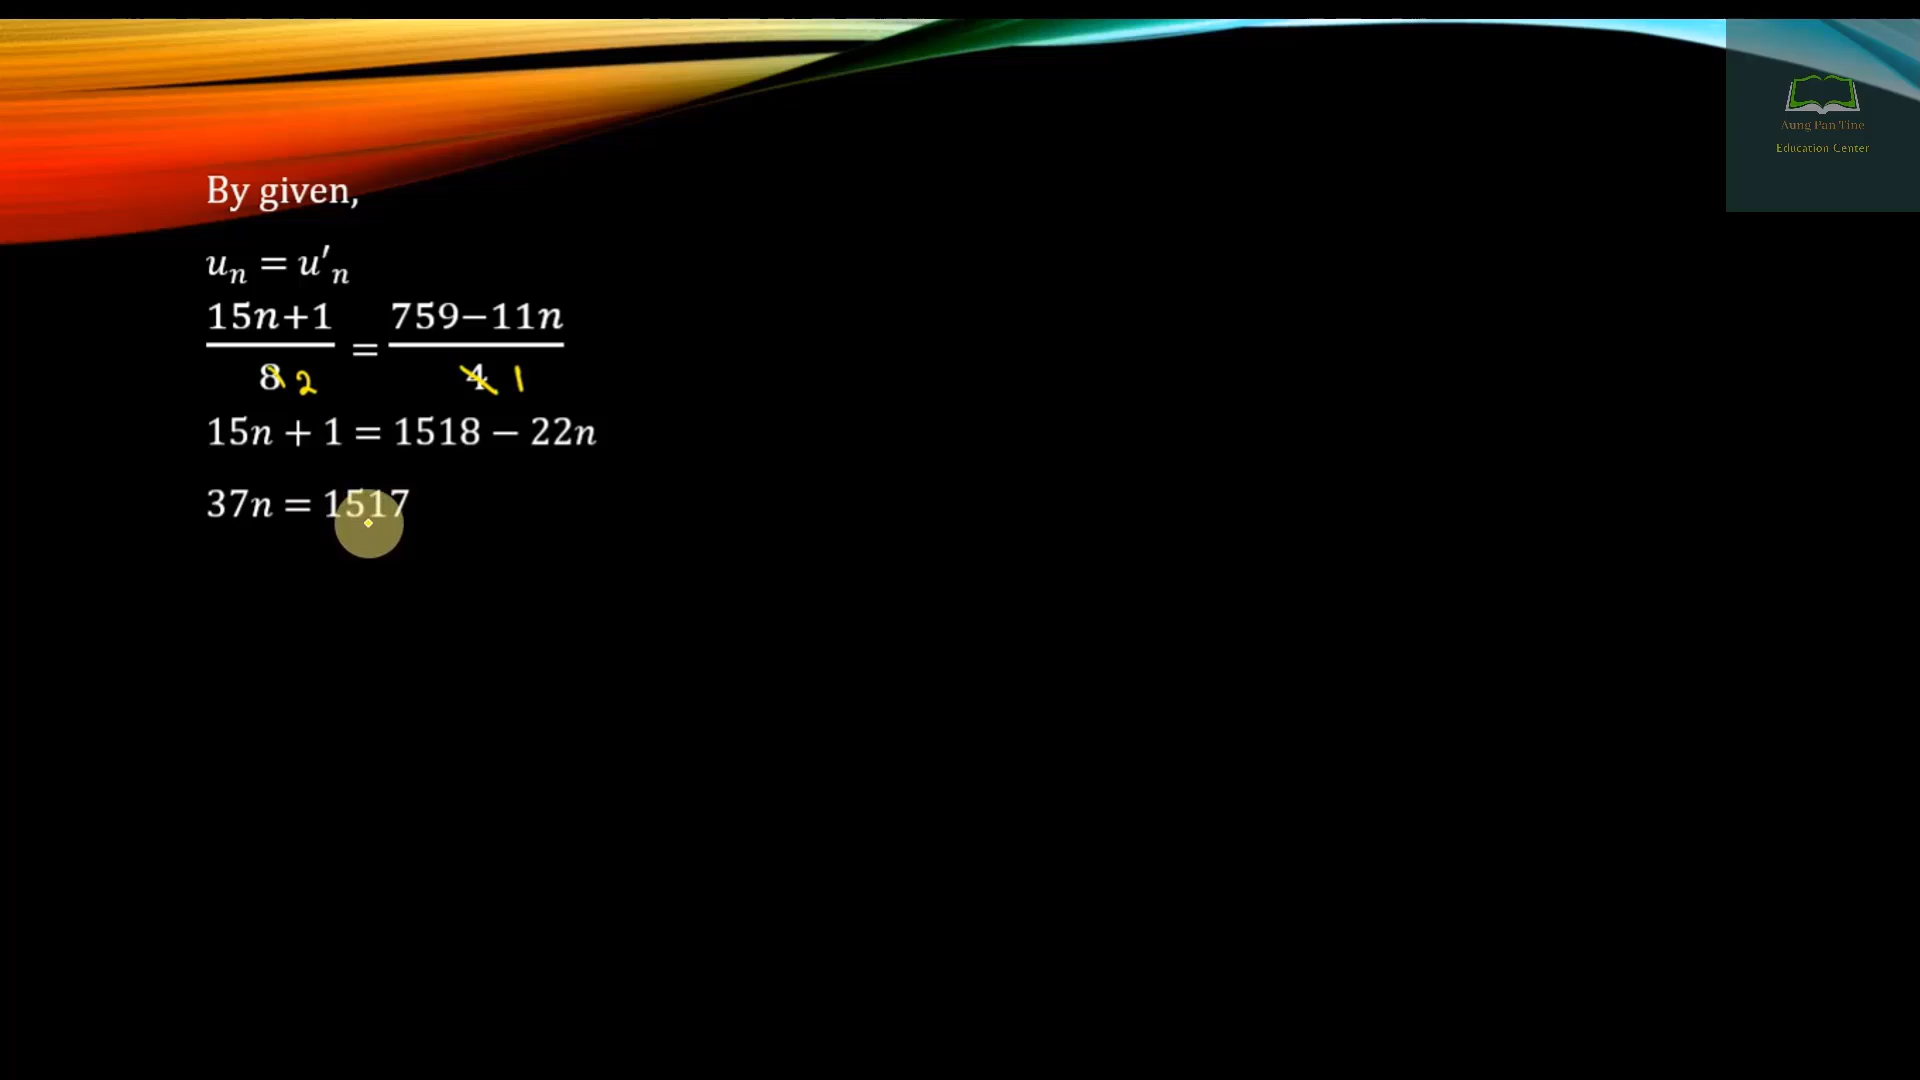 Aung Pan Tine
Education Center
By given,
uₙ = u′ₙ
15n+1 / 8 = 759−11n / 4
2 1
15n + 1 = 1518 − 22n
37n = 1517